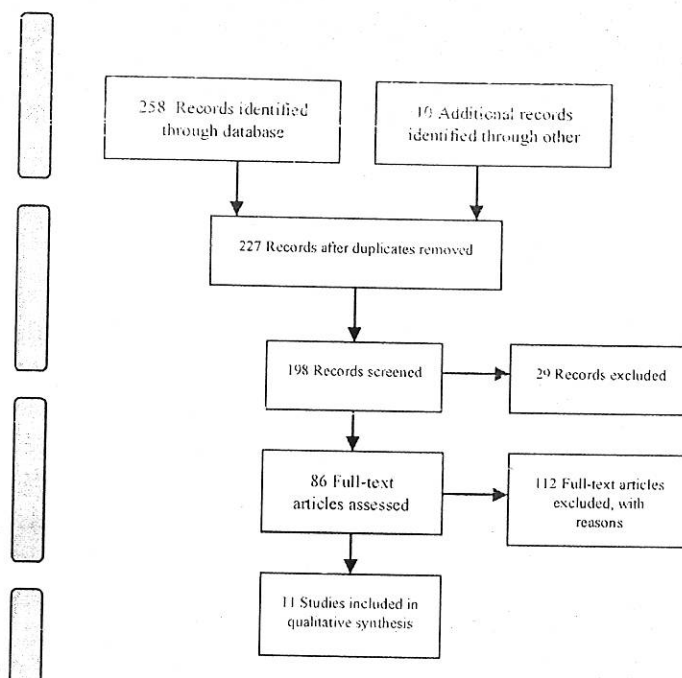 258 Records identified
through database
10 Additional records
identified through other
227 Records after duplicates removed
198 Records screened
29 Records excluded
86 Full-text
articles assessed
112 Full-text articles
excluded, with
reasons
11 Studies included in
qualitative synthesis